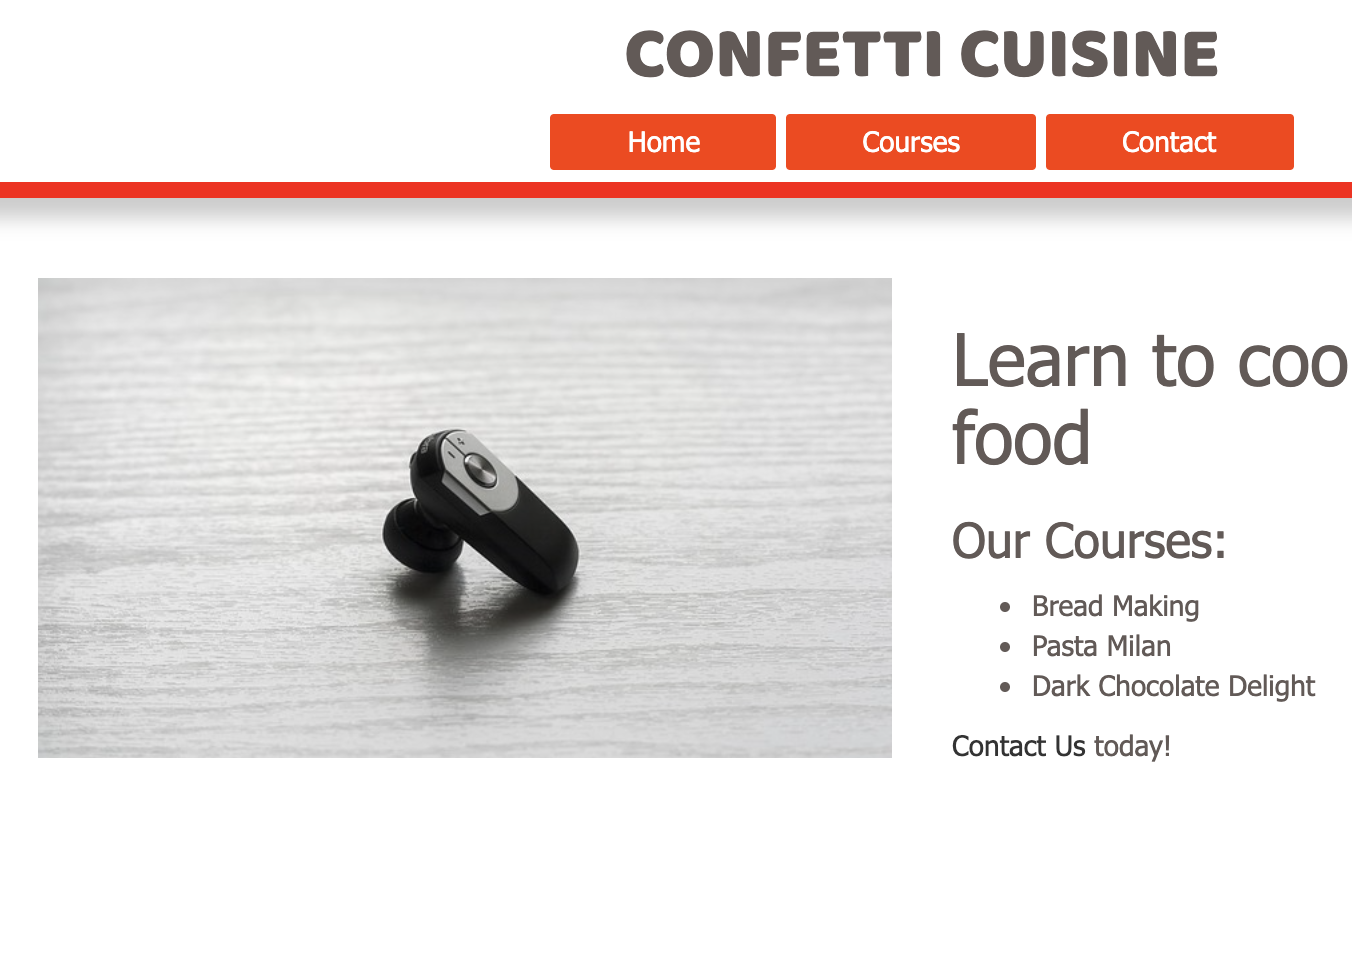 CONFETTI CUISINE
Home Courses Contact
Learn to coo
food
Our Courses:
• Bread Making
• Pasta Milan
• Dark Chocolate Delight
Contact Us today!